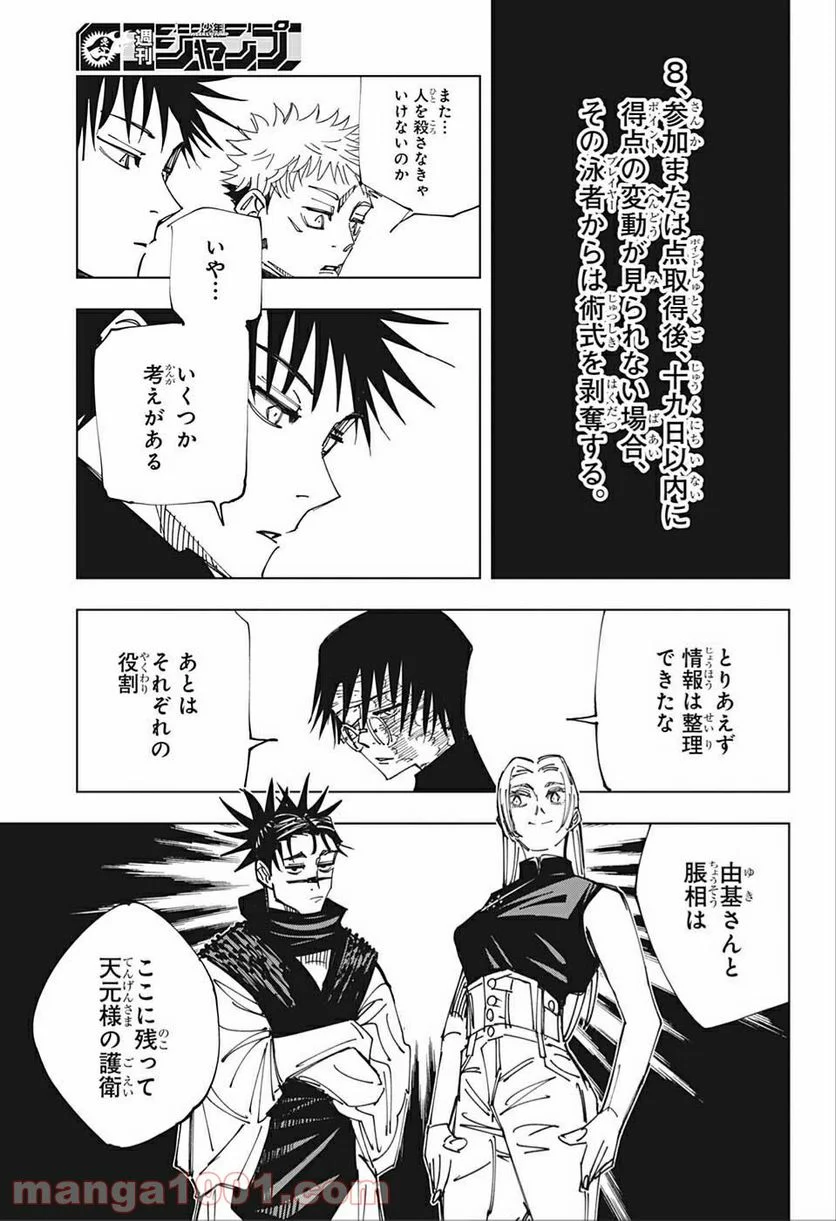 週刊
少年
ジャンプ
8、参加または点取得後、十九日以内に
得点の変動が見られない場合、
その泳者からは術式を剥奪する。
また…
人を殺さなきゃ
いけないのか
いや…
いくつか
考えがある
とりあえず
情報は整理
できたな
あとは
それぞれの
役割
由基さんと
脹相は
ここに残って
天元様の護衛
manga1001.com